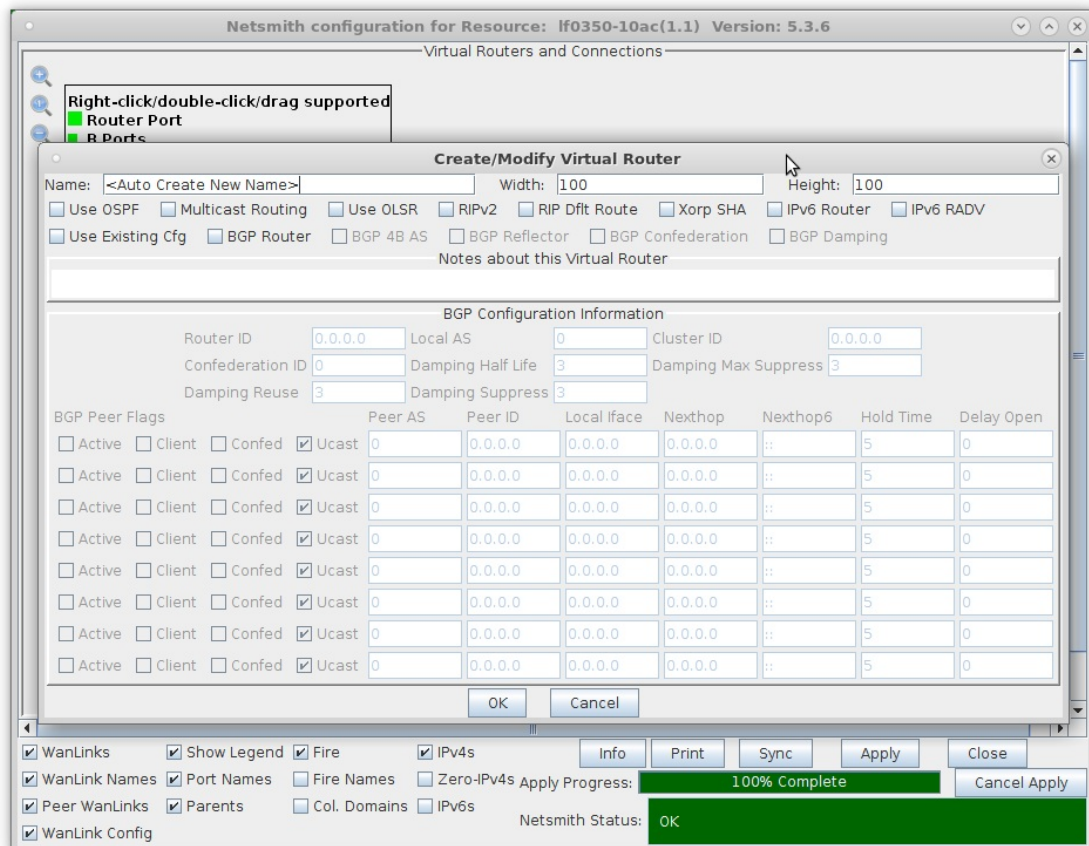 Netsmith configuration for Resource: lf0350-10ac(1.1) Version: 5.3.6
Virtual Routers and Connections
Right-click/double-click/drag supported
Router Port
R Ports
Create/Modify Virtual Router
Name: <Auto Create New Name> Width: 100 Height: 100
Use OSPF Multicast Routing Use OLSR RIPv2 RIP Dflt Route Xorp SHA IPv6 Router IPv6 RADV
Use Existing Cfg BGP Router BGP 4B AS BGP Reflector BGP Confederation BGP Damping
Notes about this Virtual Router
BGP Configuration Information
Router ID 0.0.0.0 Local AS 0 Cluster ID 0.0.0.0
Confederation ID 0 Damping Half Life 3 Damping Max Suppress 3
Damping Reuse 3 Damping Suppress 3
BGP Peer Flags Peer AS Peer ID Local Iface Nexthop Nexthop6 Hold Time Delay Open
Active Client Confed Ucast 0 0.0.0.0 0.0.0.0 0.0.0.0 :: 5 0
Active Client Confed Ucast 0 0.0.0.0 0.0.0.0 0.0.0.0 :: 5 0
Active Client Confed Ucast 0 0.0.0.0 0.0.0.0 0.0.0.0 :: 5 0
Active Client Confed Ucast 0 0.0.0.0 0.0.0.0 0.0.0.0 :: 5 0
Active Client Confed Ucast 0 0.0.0.0 0.0.0.0 0.0.0.0 :: 5 0
Active Client Confed Ucast 0 0.0.0.0 0.0.0.0 0.0.0.0 :: 5 0
Active Client Confed Ucast 0 0.0.0.0 0.0.0.0 0.0.0.0 :: 5 0
Active Client Confed Ucast 0 0.0.0.0 0.0.0.0 0.0.0.0 :: 5 0
OK Cancel
WanLinks Show Legend Fire IPv4s Info Print Sync Apply Close
WanLink Names Port Names Fire Names Zero-IPv4s Apply Progress: 100% Complete Cancel Apply
Peer WanLinks Parents Col. Domains IPv6s
Netsmith Status: OK
WanLink Config